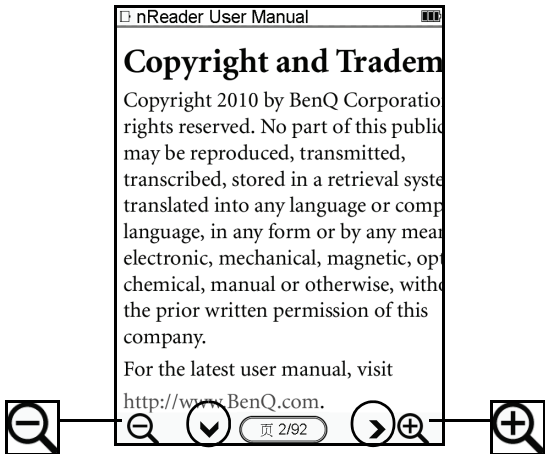 nReader User Manual
Copyright and Tradem
Copyright 2010 by BenQ Corporatio
rights reserved. No part of this public
may be reproduced, transmitted,
transcribed, stored in a retrieval syste
translated into any language or comp
language, in any form or by any mean
electronic, mechanical, magnetic, opt
chemical, manual or otherwise, witho
the prior written permission of this
company.
For the latest user manual, visit
http://www.BenQ.com.
页 2/92